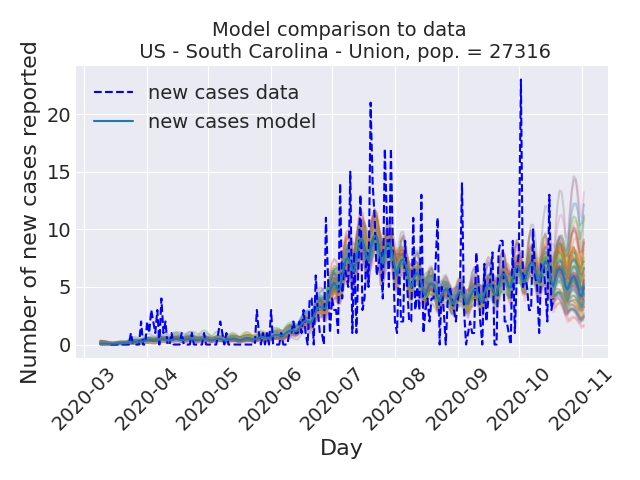 Model comparison to data
US - South Carolina - Union, pop. = 27316
Number of new cases reported
20
15
10
5
0
new cases data
new cases model
2020-03
2020-04
2020-05
2020-06
2020-07
2020-08
2020-09
2020-10
2020-11
Day